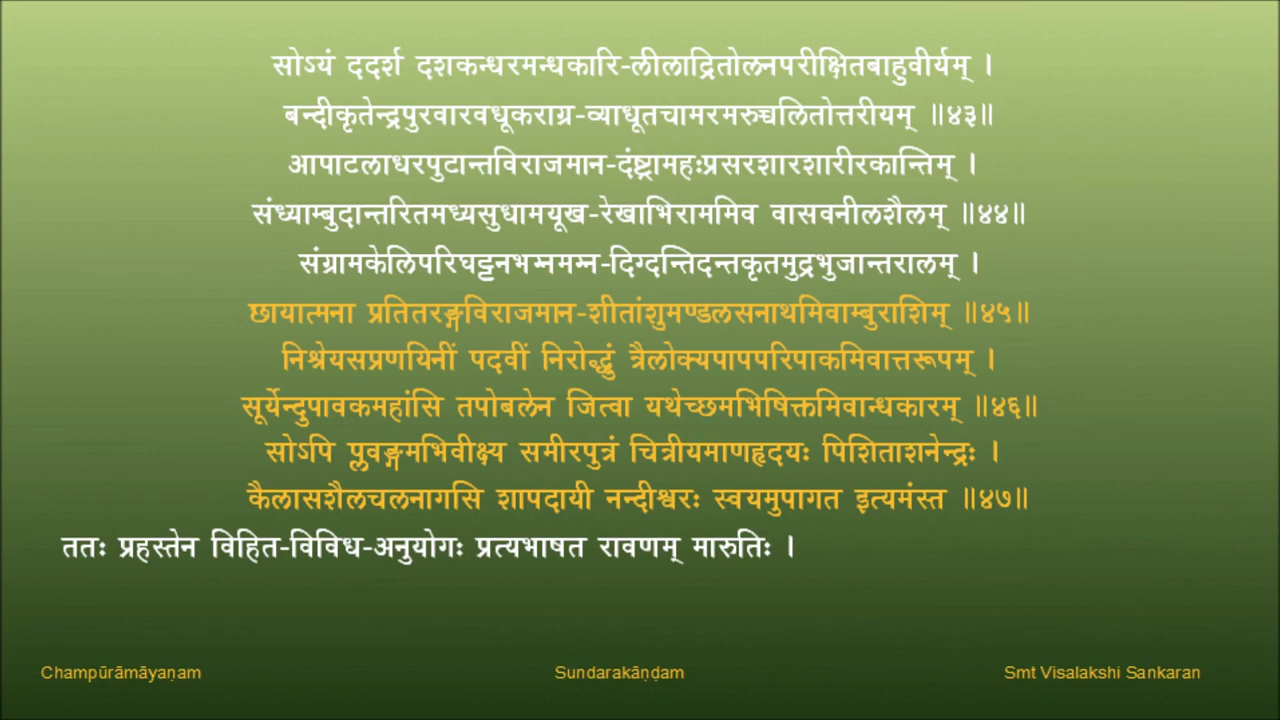 सोऽयं ददर्श दशकन्धरमन्धकारि-लीलाद्रितोलनपरीक्षितबाहुवीर्यम् ।
बन्दीकृतेन्द्रपुरवारवधूकराग्र-व्याधूतचामरमरुच्चलितोत्तरीयम् ॥४३॥
आपाटलाधरपुटान्तविराजमान-दंष्ट्रामहःप्रसरशारशारीरकान्तिम् ।
संध्याम्बुदान्तरितमध्यसुधामयूख-रेखाभिराममिव वासवनीलशैलम् ॥४४॥
संग्रामकेलिपरिघट्टनभग्नमग्न-दिग्दन्तिदन्तकृतमुद्रभुजान्तरालम् ।
छायात्मना प्रतितरङ्गविराजमान-शीतांशुमण्डलसनाथमिवाम्बुराशिम् ॥४५॥
निश्रेयसप्रणयिनीं पदवीं निरोद्धुं त्रैलोक्यपापपरिपाकमिवात्तरूपम् ।
सूर्येन्दुपावकमहांसि तपोबलेन जित्वा यथेच्छमभिषिक्तमिवान्धकारम् ॥४६॥
सोऽपि प्लवङ्गमभिवीक्ष्य समीरपुत्रं चित्रीयमाणहृदयः पिशिताशनेन्द्रः ।
कैलासशैलचलनागसि शापदायी नन्दीश्वरः स्वयमुपागत इत्यमंस्त ॥४७॥
ततः प्रहस्तेन विहित-विविध-अनुयोगः प्रत्यभाषत रावणम् मारुतिः ।
Champūrāmāyaṇam Sundarakāṇḍam Smt Visalakshi Sankaran